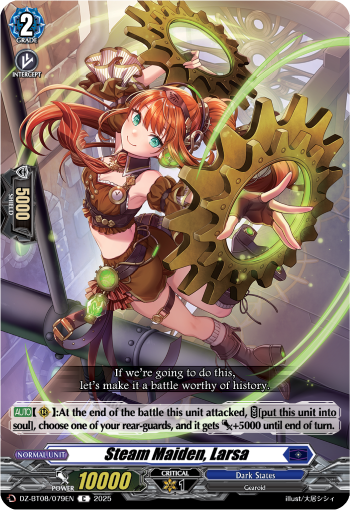 2
GRADE
INTERCEPT
5000
SHIELD
If we're going to do this,
let's make it a battle worthy of history.
AUTO【RC】:At the end of the battle this unit attacked, [put this unit into
soul], choose one of your rear-guards, and it gets +5000 until end of turn.
(NORMAL UNIT) Steam Maiden, Larsa
POWER 10000 CRITICAL 1 Dark States
Gearoid
DZ-BT08/079EN C 2025 illust/大居シシィ